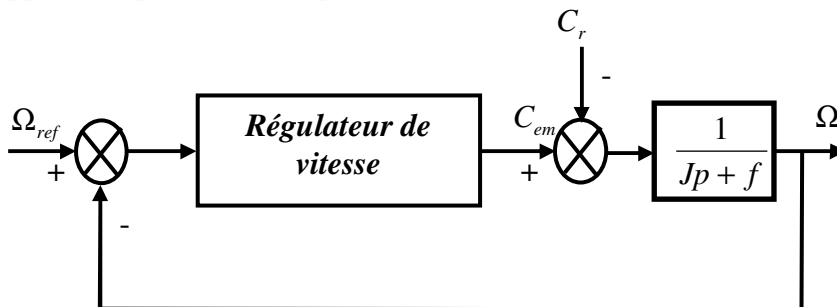 C_r
-
Ω_ref
+
Régulateur de
vitesse
C_em
+
1
Jp + f
Ω
-